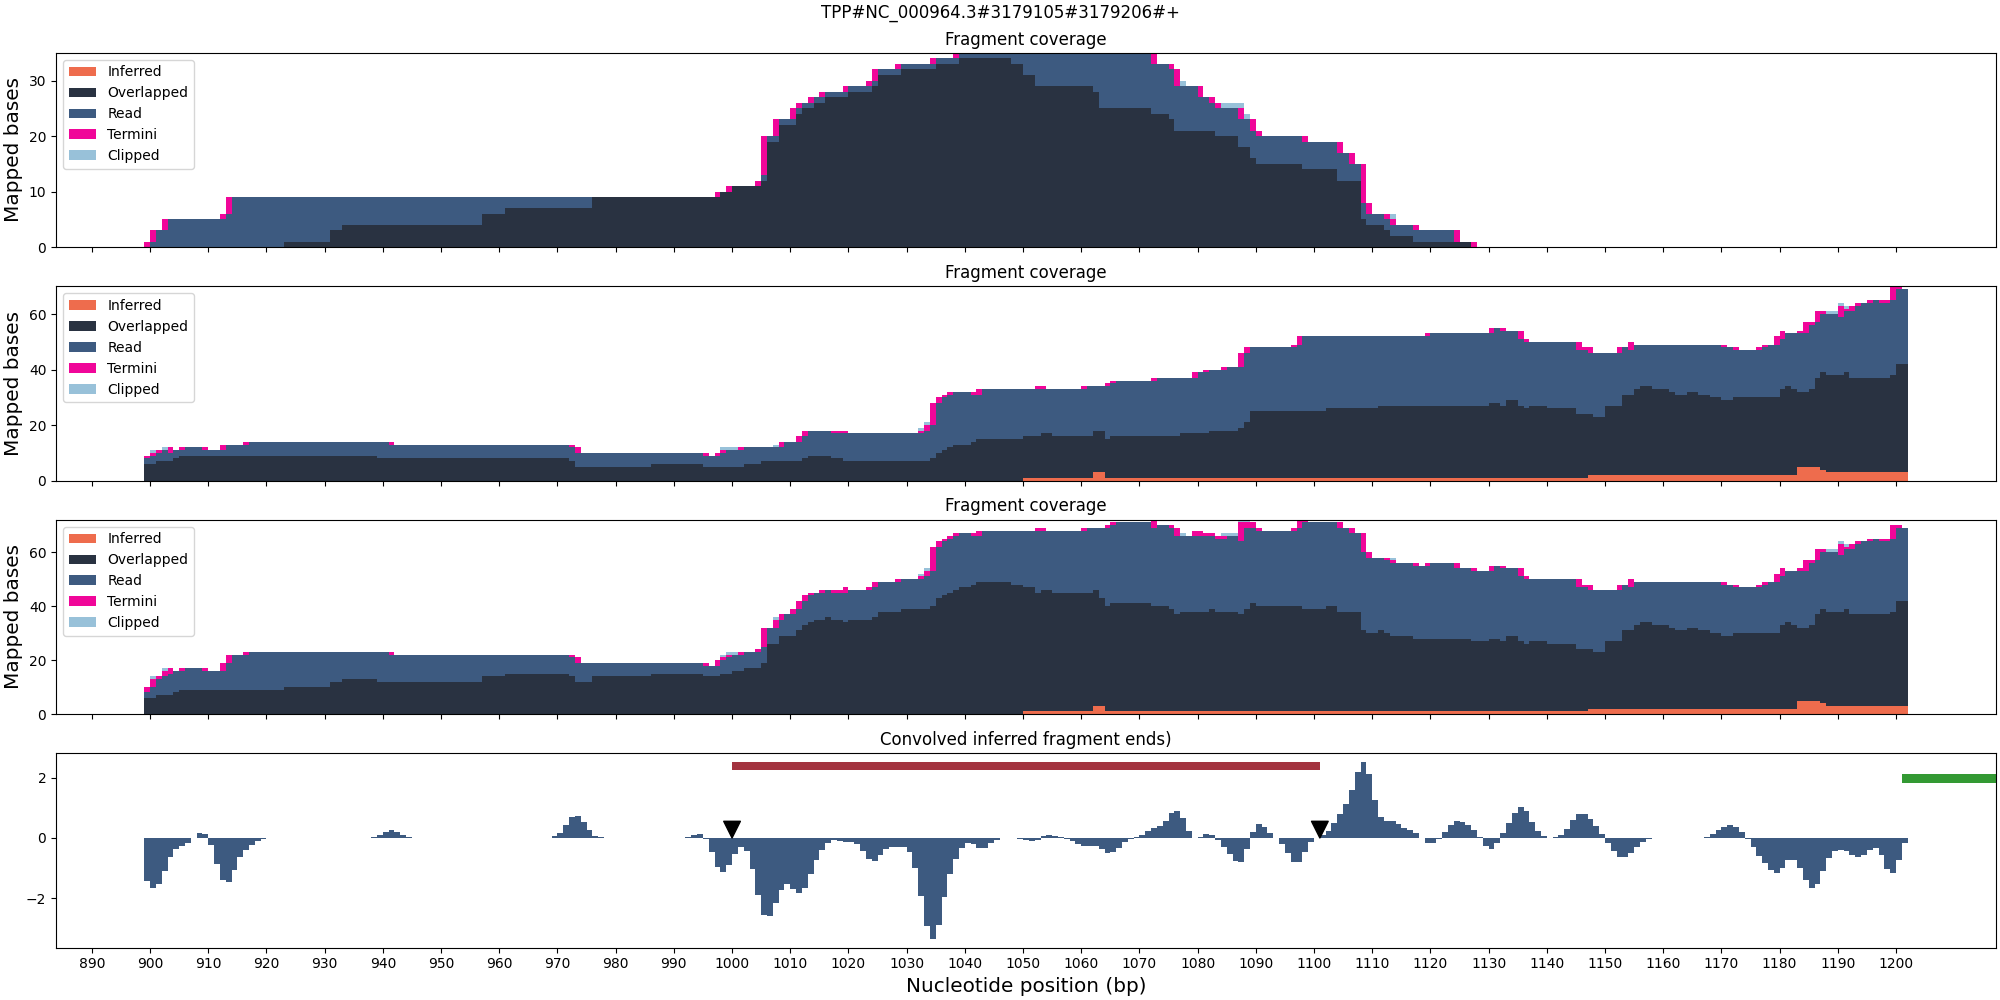 TPP#NC_000964.3#3179105#3179206#+
Fragment coverage
Mapped bases
30
20
10
0
Inferred
Overlapped
Read
Termini
Clipped
Fragment coverage
Mapped bases
60
40
20
0
Inferred
Overlapped
Read
Termini
Clipped
Fragment coverage
Mapped bases
60
40
20
0
Inferred
Overlapped
Read
Termini
Clipped
Convolved inferred fragment ends)
2
0
−2
890 900 910 920 930 940 950 960 970 980 990 1000 1010 1020 1030 1040 1050 1060 1070 1080 1090 1100 1110 1120 1130 1140 1150 1160 1170 1180 1190 1200
Nucleotide position (bp)